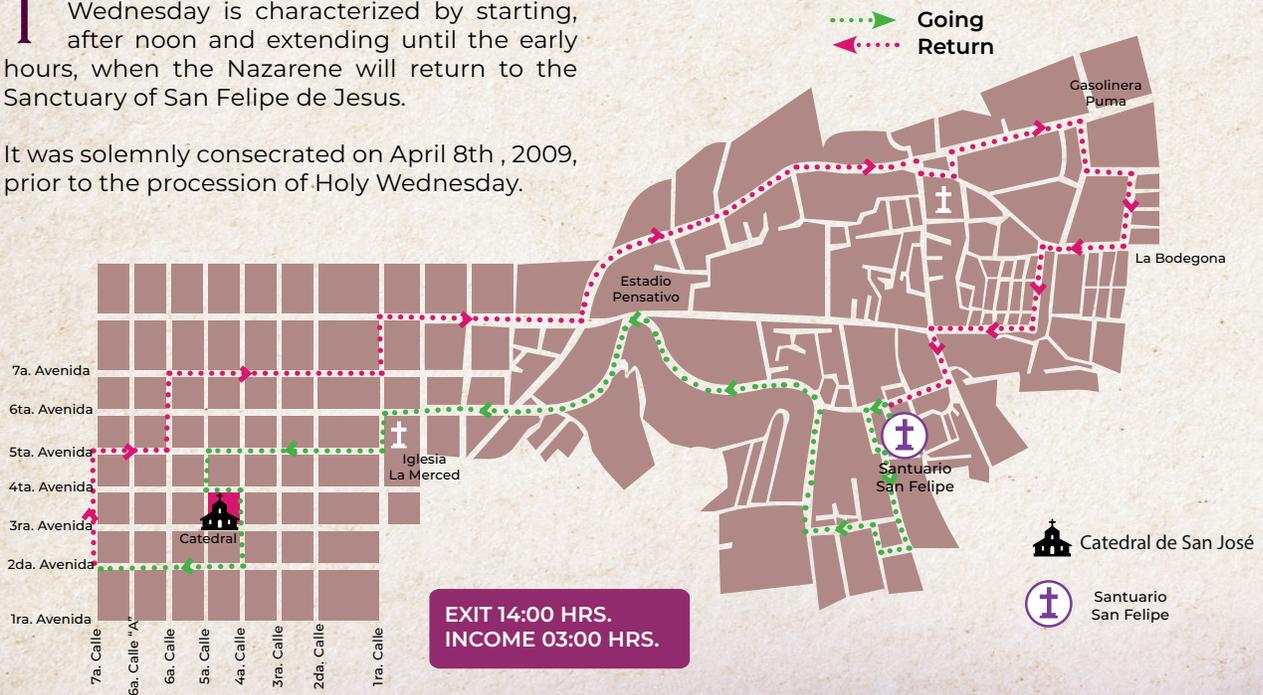 Wednesday is characterized by starting,
after noon and extending until the early
hours, when the Nazarene will return to the
Sanctuary of San Felipe de Jesus.
It was solemnly consecrated on April 8th , 2009,
prior to the procession of Holy Wednesday.
Going
Return
Gasolinera
Puma
La Bodegona
Estadio
Pensativo
7a. Avenida
6ta. Avenida
5ta. Avenida
4ta. Avenida
3ra. Avenida
2da. Avenida
1ra. Avenida
Iglesia
La Merced
Catedral
Santuario
San Felipe
7a. Calle
6a. Calle “A”
6a. Calle
5a. Calle
4a. Calle
3ra. Calle
2da. Calle
1ra. Calle
EXIT 14:00 HRS.
INCOME 03:00 HRS.
Catedral de San José
Santuario
San Felipe